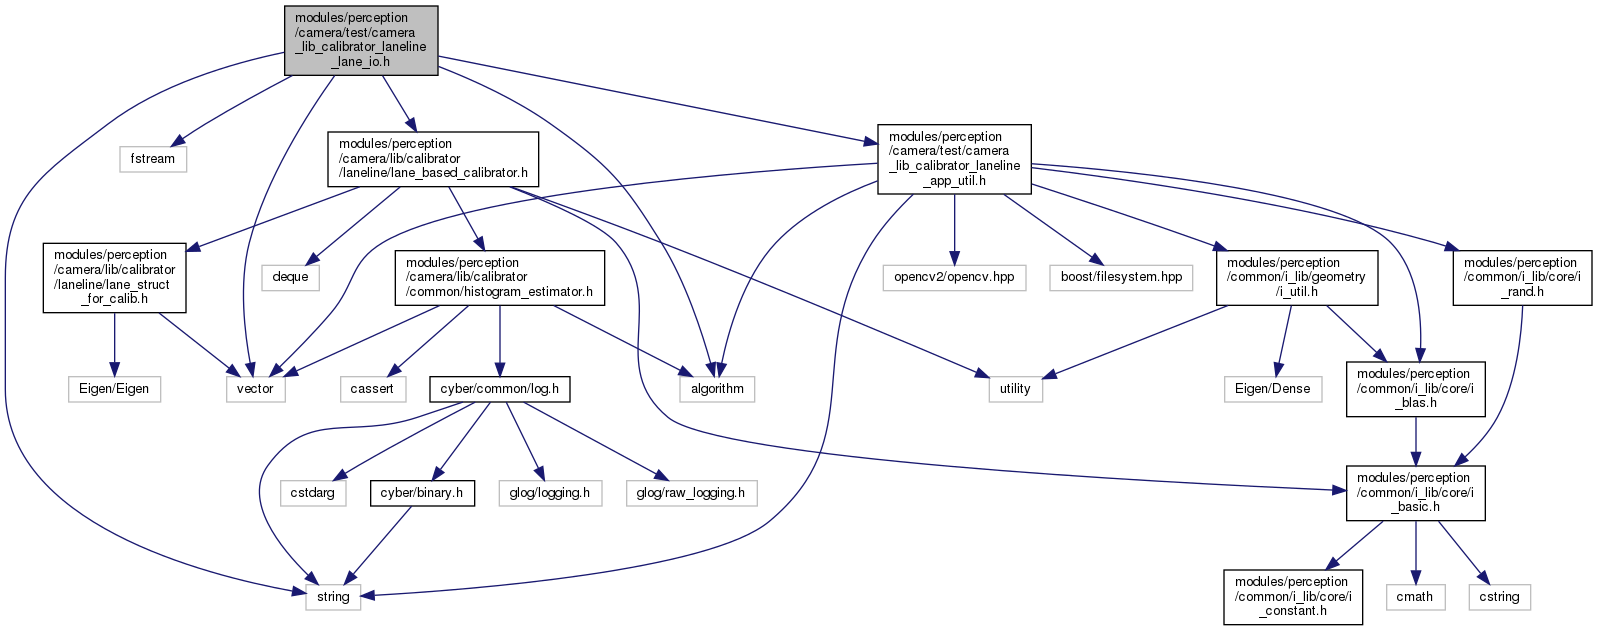 modules/perception
/camera/test/camera
_lib_calibrator_laneline
_lane_io.h
fstream
modules/perception
/camera/lib/calibrator
/laneline/lane_based_calibrator.h
modules/perception
/camera/test/camera
_lib_calibrator_laneline
_app_util.h
modules/perception
/camera/lib/calibrator
/laneline/lane_struct
_for_calib.h
deque
modules/perception
/camera/lib/calibrator
/common/histogram_estimator.h
opencv2/opencv.hpp
boost/filesystem.hpp
modules/perception
/common/i_lib/geometry
/i_util.h
modules/perception
/common/i_lib/core/i
_rand.h
Eigen/Eigen
vector
cassert
cyber/common/log.h
algorithm
utility
Eigen/Dense
modules/perception
/common/i_lib/core/i
_blas.h
cstdarg
cyber/binary.h
glog/logging.h
glog/raw_logging.h
modules/perception
/common/i_lib/core/i
_basic.h
string
modules/perception
/common/i_lib/core/i
_constant.h
cmath
cstring